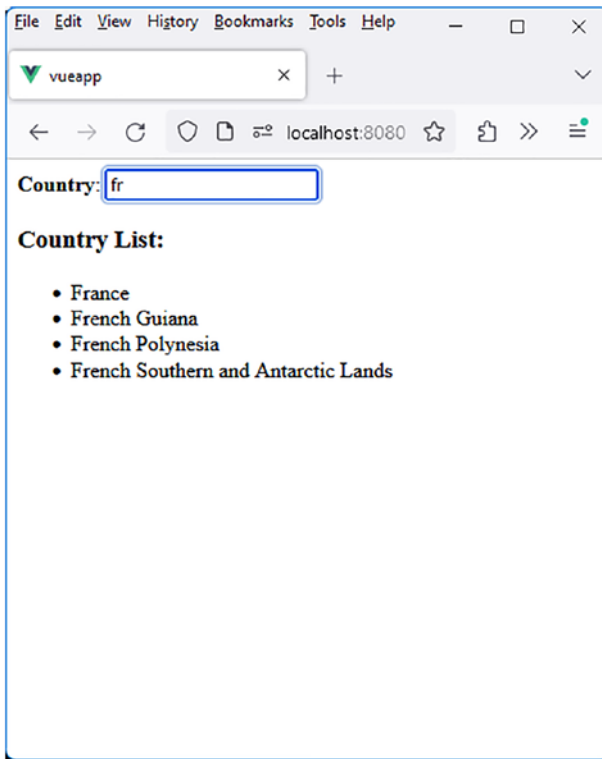 File Edit View History Bookmarks Tools Help
vueapp
localhost:8080
Country: fr
Country List:
• France
• French Guiana
• French Polynesia
• French Southern and Antarctic Lands